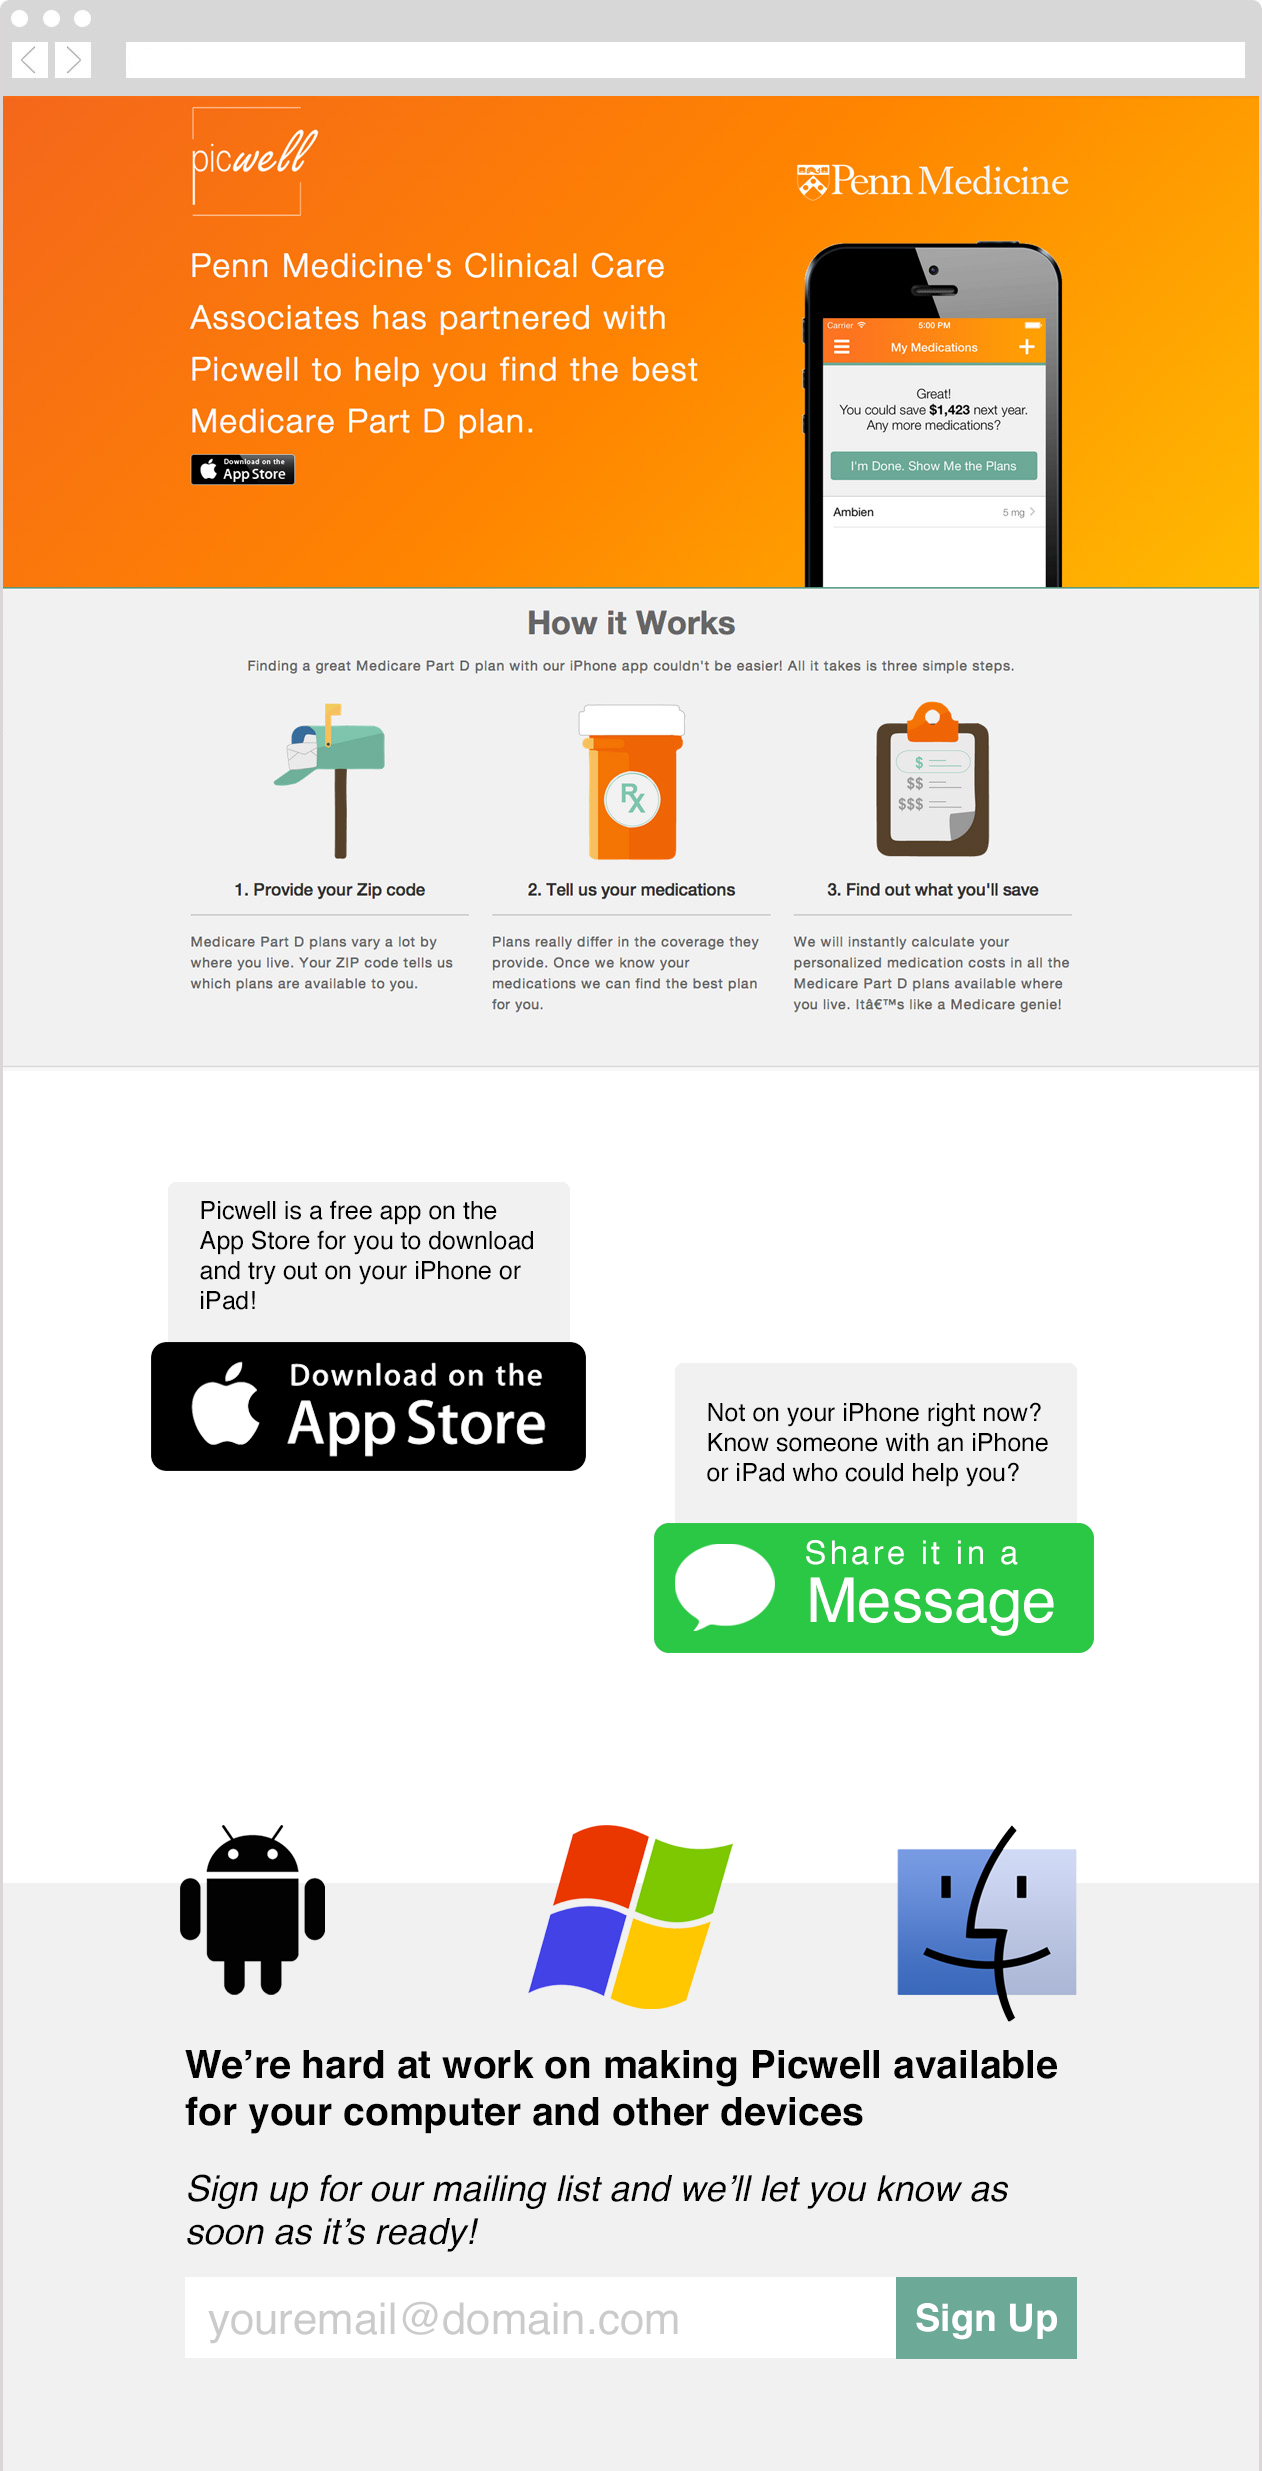 picwell
Penn Medicine
Penn Medicine's Clinical Care
Associates has partnered with
Picwell to help you find the best
Medicare Part D plan.
Download on the
App Store
Carrier
5:00 PM
My Medications
Great!
You could save $1,423 next year.
Any more medications?
I'm Done. Show Me the Plans
Ambien
5 mg
How it Works
Finding a great Medicare Part D plan with our iPhone app couldn't be easier! All it takes is three simple steps.
Rx
$
$$
$$$
1. Provide your Zip code
Medicare Part D plans vary a lot by
where you live. Your ZIP code tells us
which plans are available to you.
2. Tell us your medications
Plans really differ in the coverage they
provide. Once we know your
medications we can find the best plan
for you.
3. Find out what you'll save
We will instantly calculate your
personalized medication costs in all the
Medicare Part D plans available where
you live. Itâ€™s like a Medicare genie!
Picwell is a free app on the
App Store for you to download
and try out on your iPhone or
iPad!
Download on the
App Store
Not on your iPhone right now?
Know someone with an iPhone
or iPad who could help you?
Share it in a
Message
We’re hard at work on making Picwell available
for your computer and other devices
Sign up for our mailing list and we’ll let you know as
soon as it’s ready!
youremail@domain.com
Sign Up